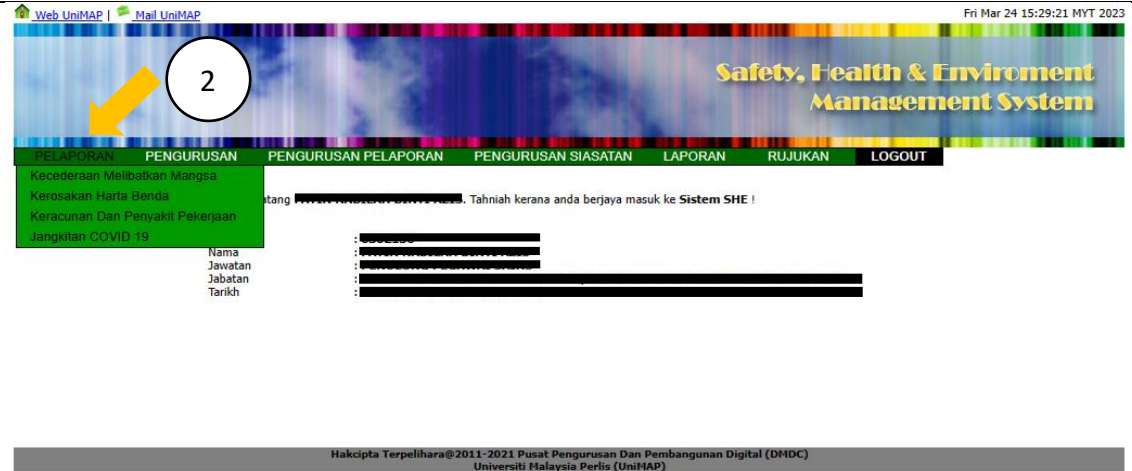 Web UniMAP | Mail UniMAP
Fri Mar 24 15:29:21 MYT 2023
Safety, Health & Enviroment
Management System
2
PELAPORAN PENGURUSAN PENGURUSAN PELAPORAN PENGURUSAN SIASATAN LAPORAN RUJUKAN LOGOUT
Kecederaan Melibatkan Mangsa
Kerosakan Harta Benda
Keracunan Dan Penyakit Pekerjaan
Jangkitan COVID 19
atang . Tahniah kerana anda berjaya masuk ke Sistem SHE !
:
Nama :
Jawatan :
Jabatan :
Tarikh :
Hakcipta Terpelihara@2011-2021 Pusat Pengurusan Dan Pembangunan Digital (DMDC)
Universiti Malaysia Perlis (UniMAP)